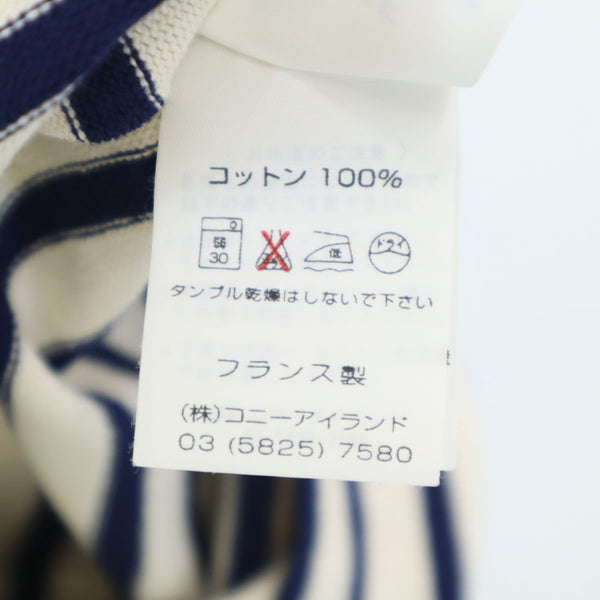 コットン 100%
弱 30 低 ドライ
タンブル乾燥はしないで下さい
フランス製
(株)コニーアイランド
03 (5825) 7580